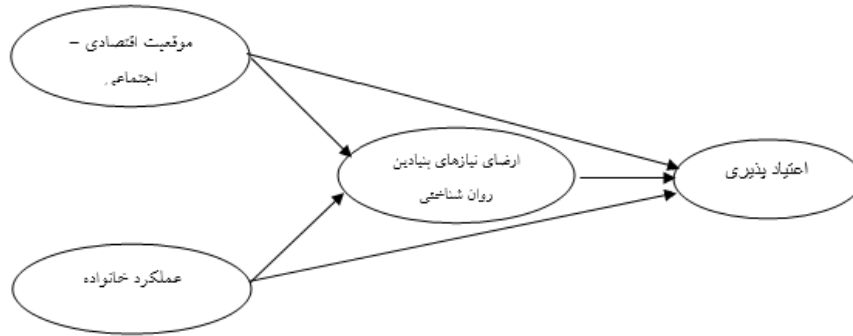 موقعیت اقتصادی –
اجتماعی
ارضای نیازهای بنیادین
روان شناختی
اعتیاد پذیری
عملکرد خانواده